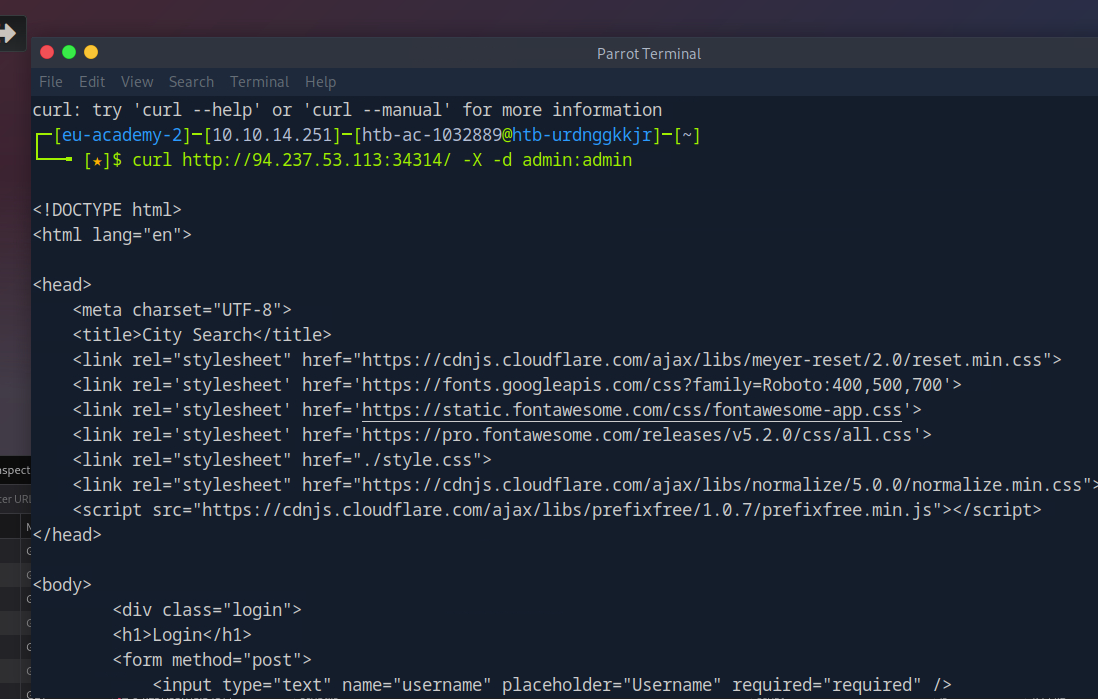 Parrot Terminal
File Edit View Search Terminal Help
curl: try 'curl --help' or 'curl --manual' for more information
[eu-academy-2]─[10.10.14.251]─[htb-ac-1032889@htb-urdnggkkjr]─[~]
[★]$ curl http://94.237.53.113:34314/ -X -d admin:admin
<!DOCTYPE html>
<html lang="en">
<head>
<meta charset="UTF-8">
<title>City Search</title>
<link rel="stylesheet" href="https://cdnjs.cloudflare.com/ajax/libs/meyer-reset/2.0/reset.min.css">
<link rel='stylesheet' href='https://fonts.googleapis.com/css?family=Roboto:400,500,700'>
<link rel='stylesheet' href='https://static.fontawesome.com/css/fontawesome-app.css'>
<link rel='stylesheet' href='https://pro.fontawesome.com/releases/v5.2.0/css/all.css'>
<link rel="stylesheet" href="./style.css">
<link rel="stylesheet" href="https://cdnjs.cloudflare.com/ajax/libs/normalize/5.0.0/normalize.min.css">
<script src="https://cdnjs.cloudflare.com/ajax/libs/prefixfree/1.0.7/prefixfree.min.js"></script>
</head>
nspect
ter URL
<body>
<div class="login">
<h1>Login</h1>
<form method="post">
<input type="text" name="username" placeholder="Username" required="required" />